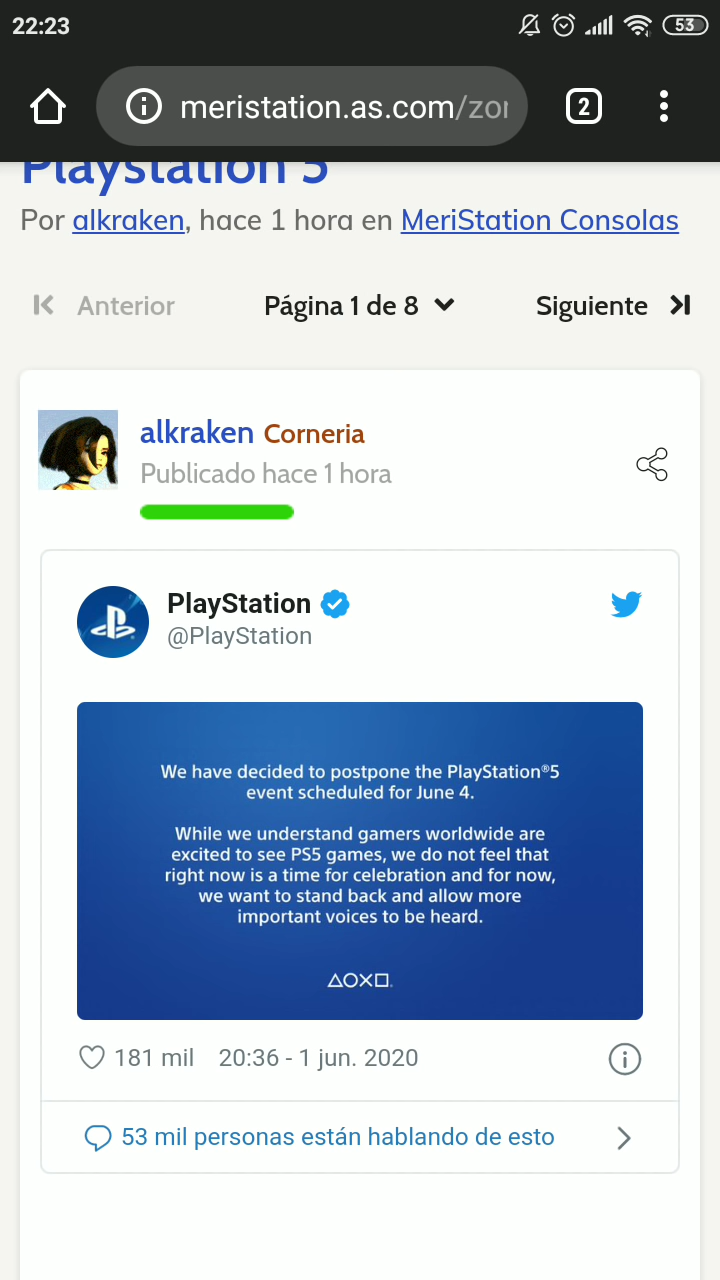 22:23
53
meristation.as.com/zor
2
Playstation 5
Por alkraken, hace 1 hora en MeriStation Consolas
Anterior
Página 1 de 8
Siguiente
alkraken Corneria
Publicado hace 1 hora
PlayStation
@PlayStation
We have decided to postpone the PlayStation®5
event scheduled for June 4.
While we understand gamers worldwide are
excited to see PS5 games, we do not feel that
right now is a time for celebration and for now,
we want to stand back and allow more
important voices to be heard.
181 mil
20:36 - 1 jun. 2020
53 mil personas están hablando de esto